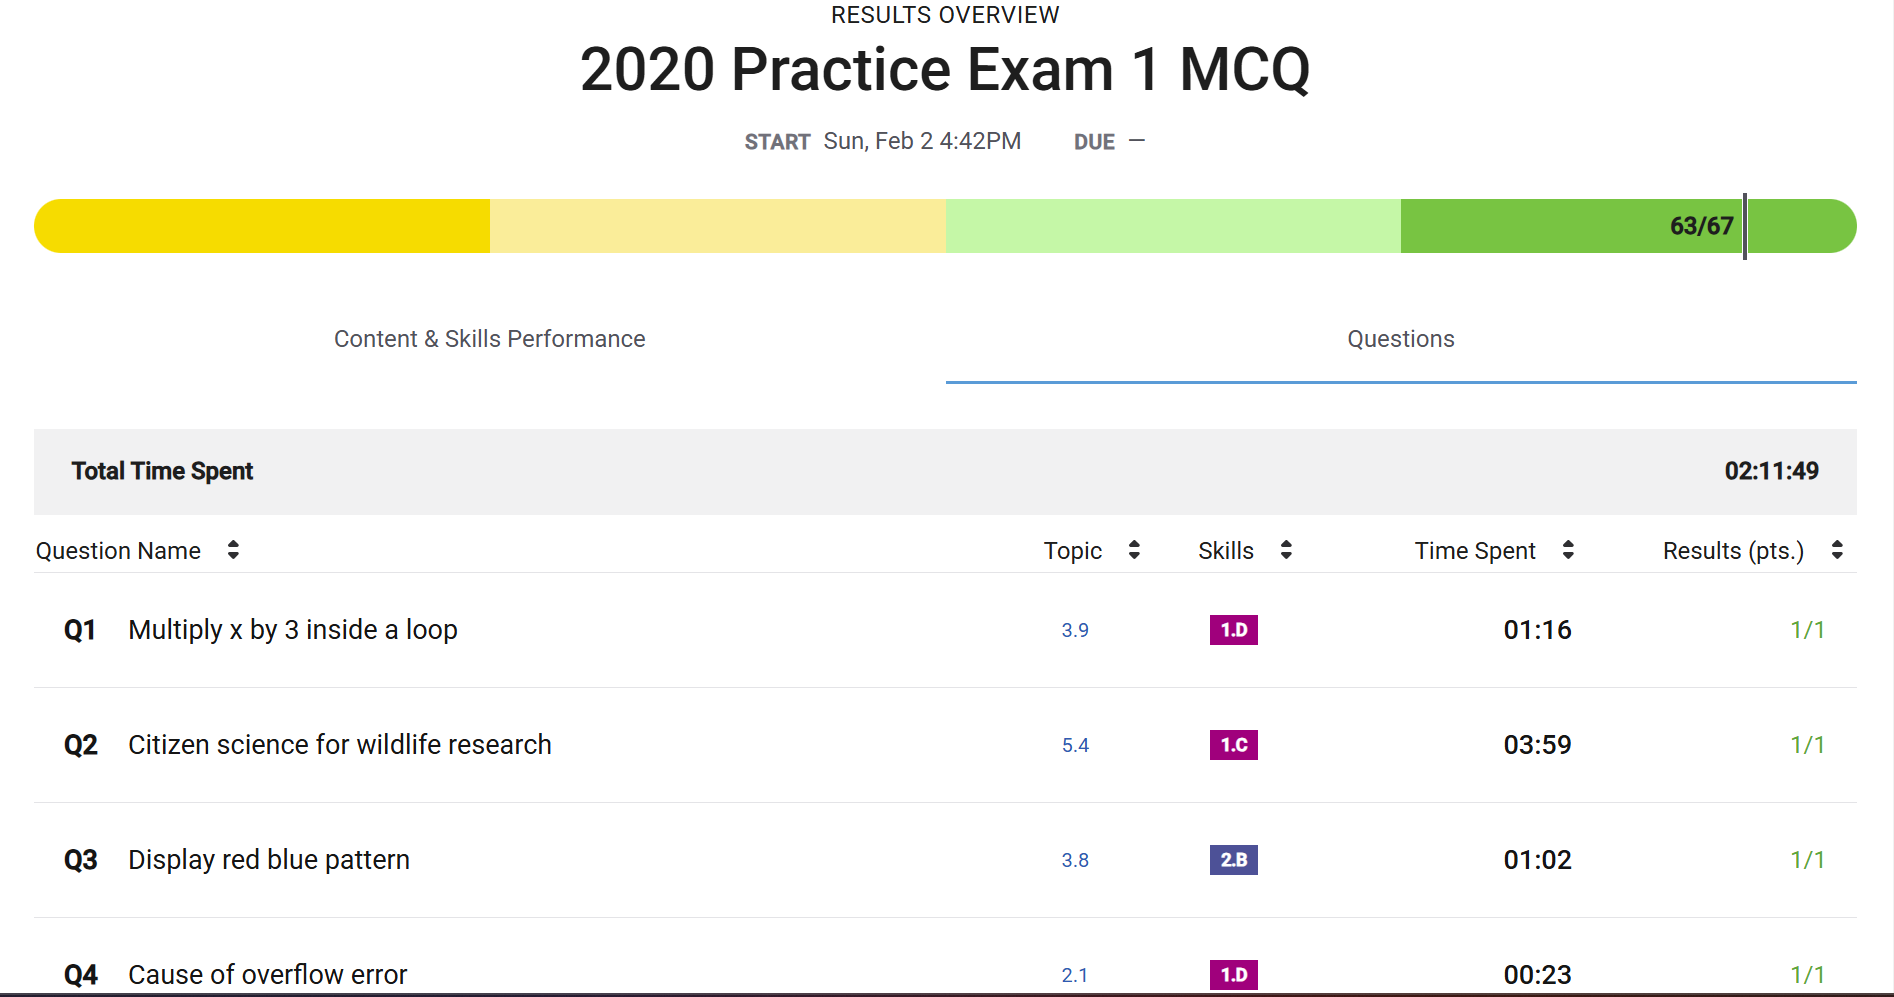 RESULTS OVERVIEW
2020 Practice Exam 1 MCQ
START Sun, Feb 2 4:42PM DUE —
63/67
Content & Skills Performance Questions
Total Time Spent 02:11:49
Question Name Topic Skills Time Spent Results (pts.)
Q1 Multiply x by 3 inside a loop 3.9 1.D 01:16 1/1
Q2 Citizen science for wildlife research 5.4 1.C 03:59 1/1
Q3 Display red blue pattern 3.8 2.B 01:02 1/1
Q4 Cause of overflow error 2.1 1.D 00:23 1/1